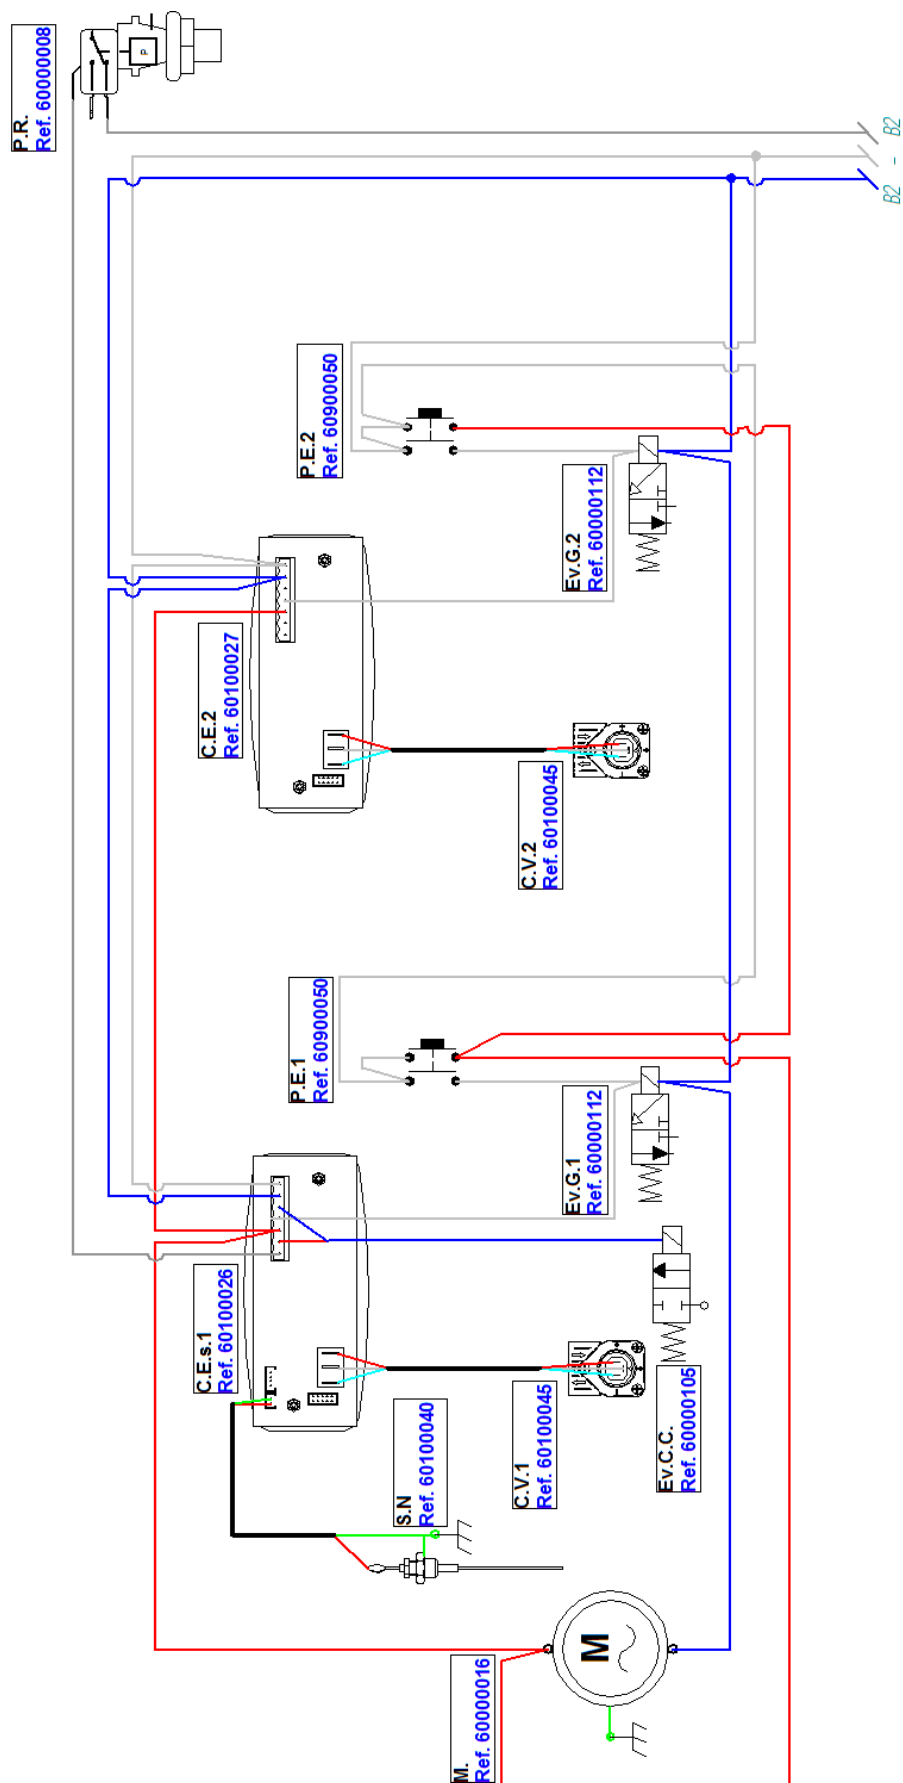 P.R.
Ref. 60000008
P
B2
-
B2
P.E.2
Ref. 60900050
Ev.G.2
Ref. 60000112
C.E.2
Ref. 60100027
C.V.2
Ref. 60100045
P.E.1
Ref. 60900050
Ev.G.1
Ref. 60000112
C.E.s.1
Ref. 60100026
C.V.1
Ref. 60100045
Ev.C.C.
Ref. 60000105
S.N
Ref. 60100040
M
M.
Ref. 60000016